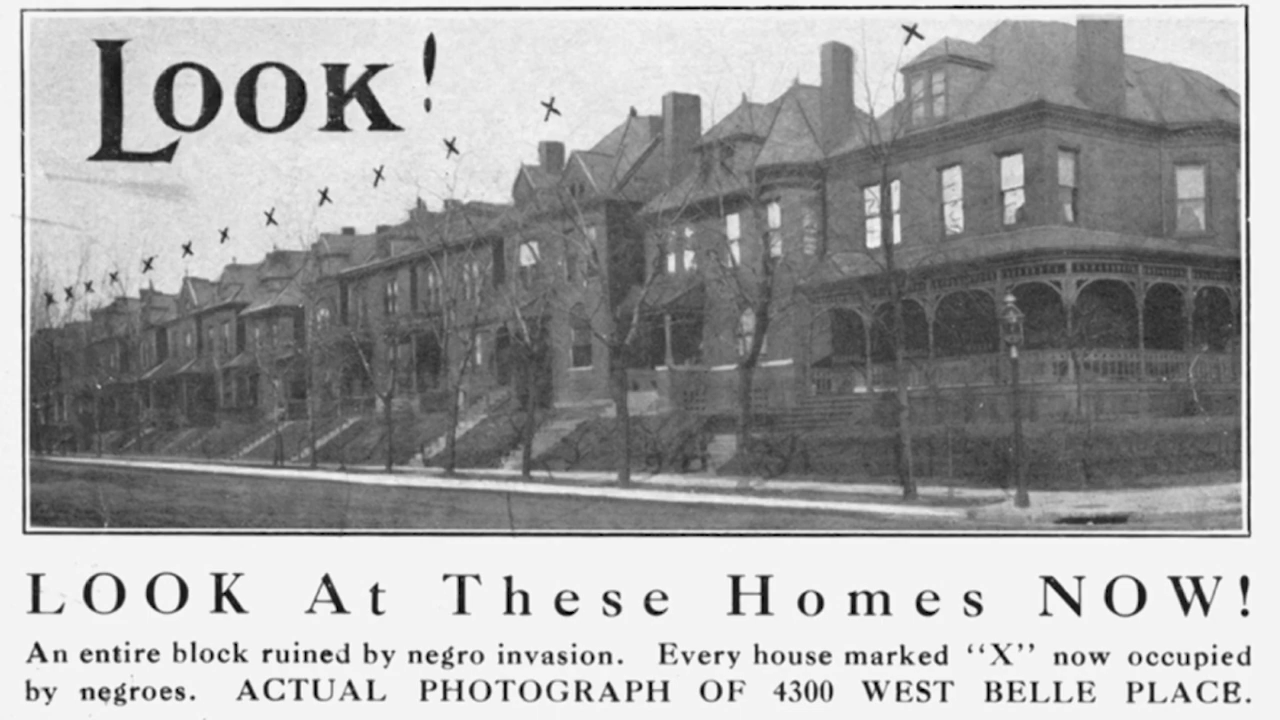 LOOK!
LOOK At These Homes NOW!
An entire block ruined by negro invasion. Every house marked “X” now occupied
by negroes. ACTUAL PHOTOGRAPH OF 4300 WEST BELLE PLACE.